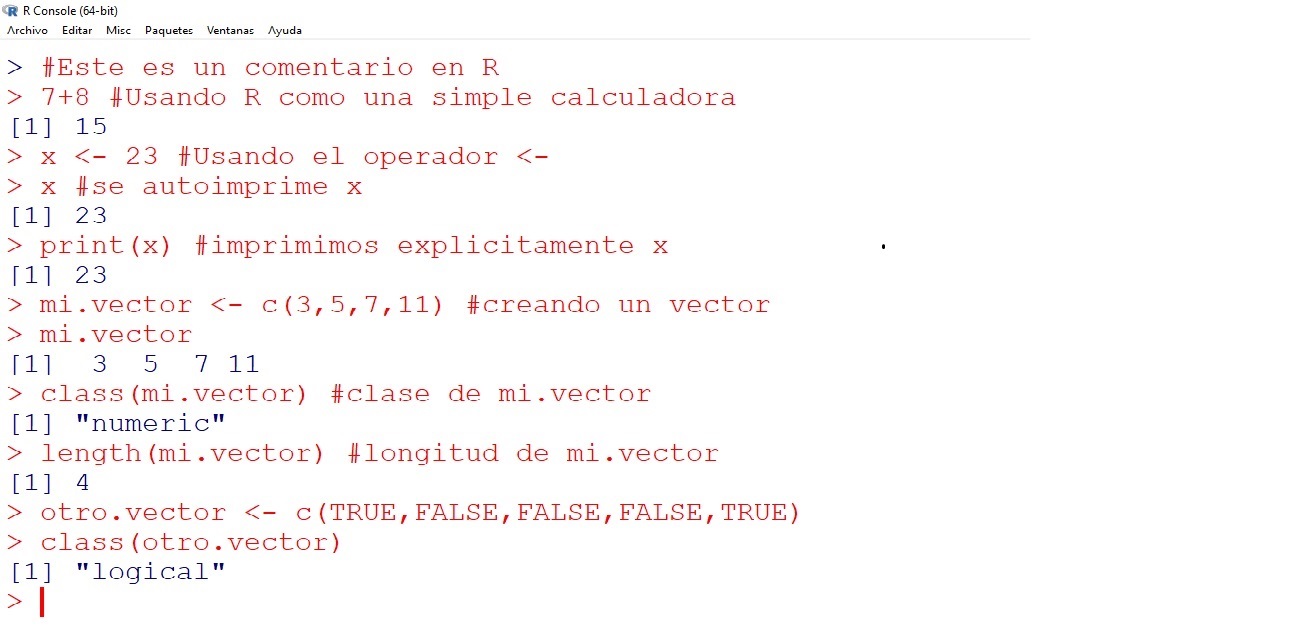 R Console (64-bit)
Archivo Editar Misc Paquetes Ventanas Ayuda
> #Este es un comentario en R
> 7+8 #Usando R como una simple calculadora
[1] 15
> x <- 23 #Usando el operador <-
> x #se autoimprime x
[1] 23
> print(x) #imprimimos explicitamente x
[1] 23
> mi.vector <- c(3,5,7,11) #creando un vector
> mi.vector
[1]  3  5  7 11
> class(mi.vector) #clase de mi.vector
[1] "numeric"
> length(mi.vector) #longitud de mi.vector
[1] 4
> otro.vector <- c(TRUE,FALSE,FALSE,FALSE,TRUE)
> class(otro.vector)
[1] "logical"
>